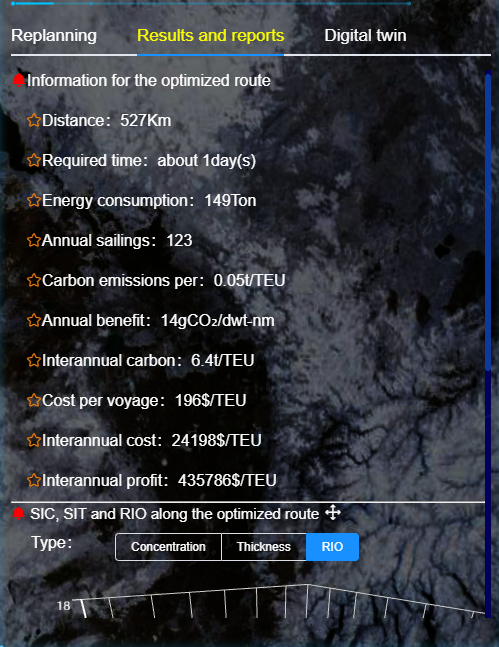 Replanning Results and reports Digital twin
Information for the optimized route
Distance：527Km
Required time：about 1day(s)
Energy consumption：149Ton
Annual sailings：123
Carbon emissions per：0.05t/TEU
Annual benefit：14gCO₂/dwt-nm
Interannual carbon：6.4t/TEU
Cost per voyage：196$/TEU
Interannual cost：24198$/TEU
Interannual profit：435786$/TEU
SIC, SIT and RIO along the optimized route
Type： Concentration Thickness RIO
18